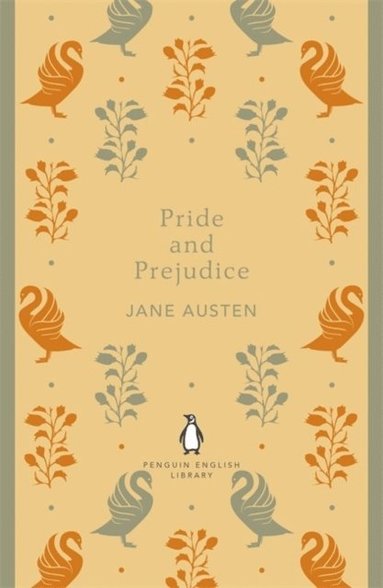 Pride
and
Prejudice
JANE AUSTEN
PENGUIN ENGLISH
LIBRARY